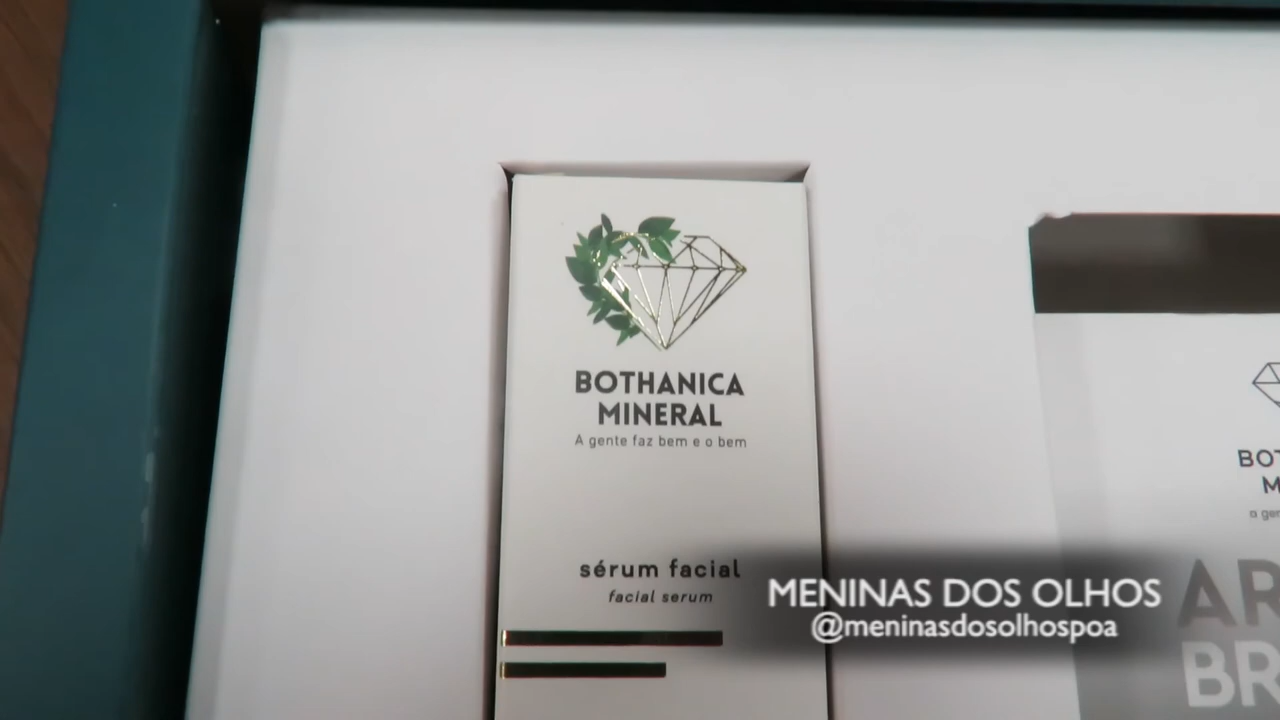 BOTHANICA
MINERAL
A gente faz bem e o bem
sérum facial
facial serum
MENINAS DOS OLHOS
@meninasdosolhospoa